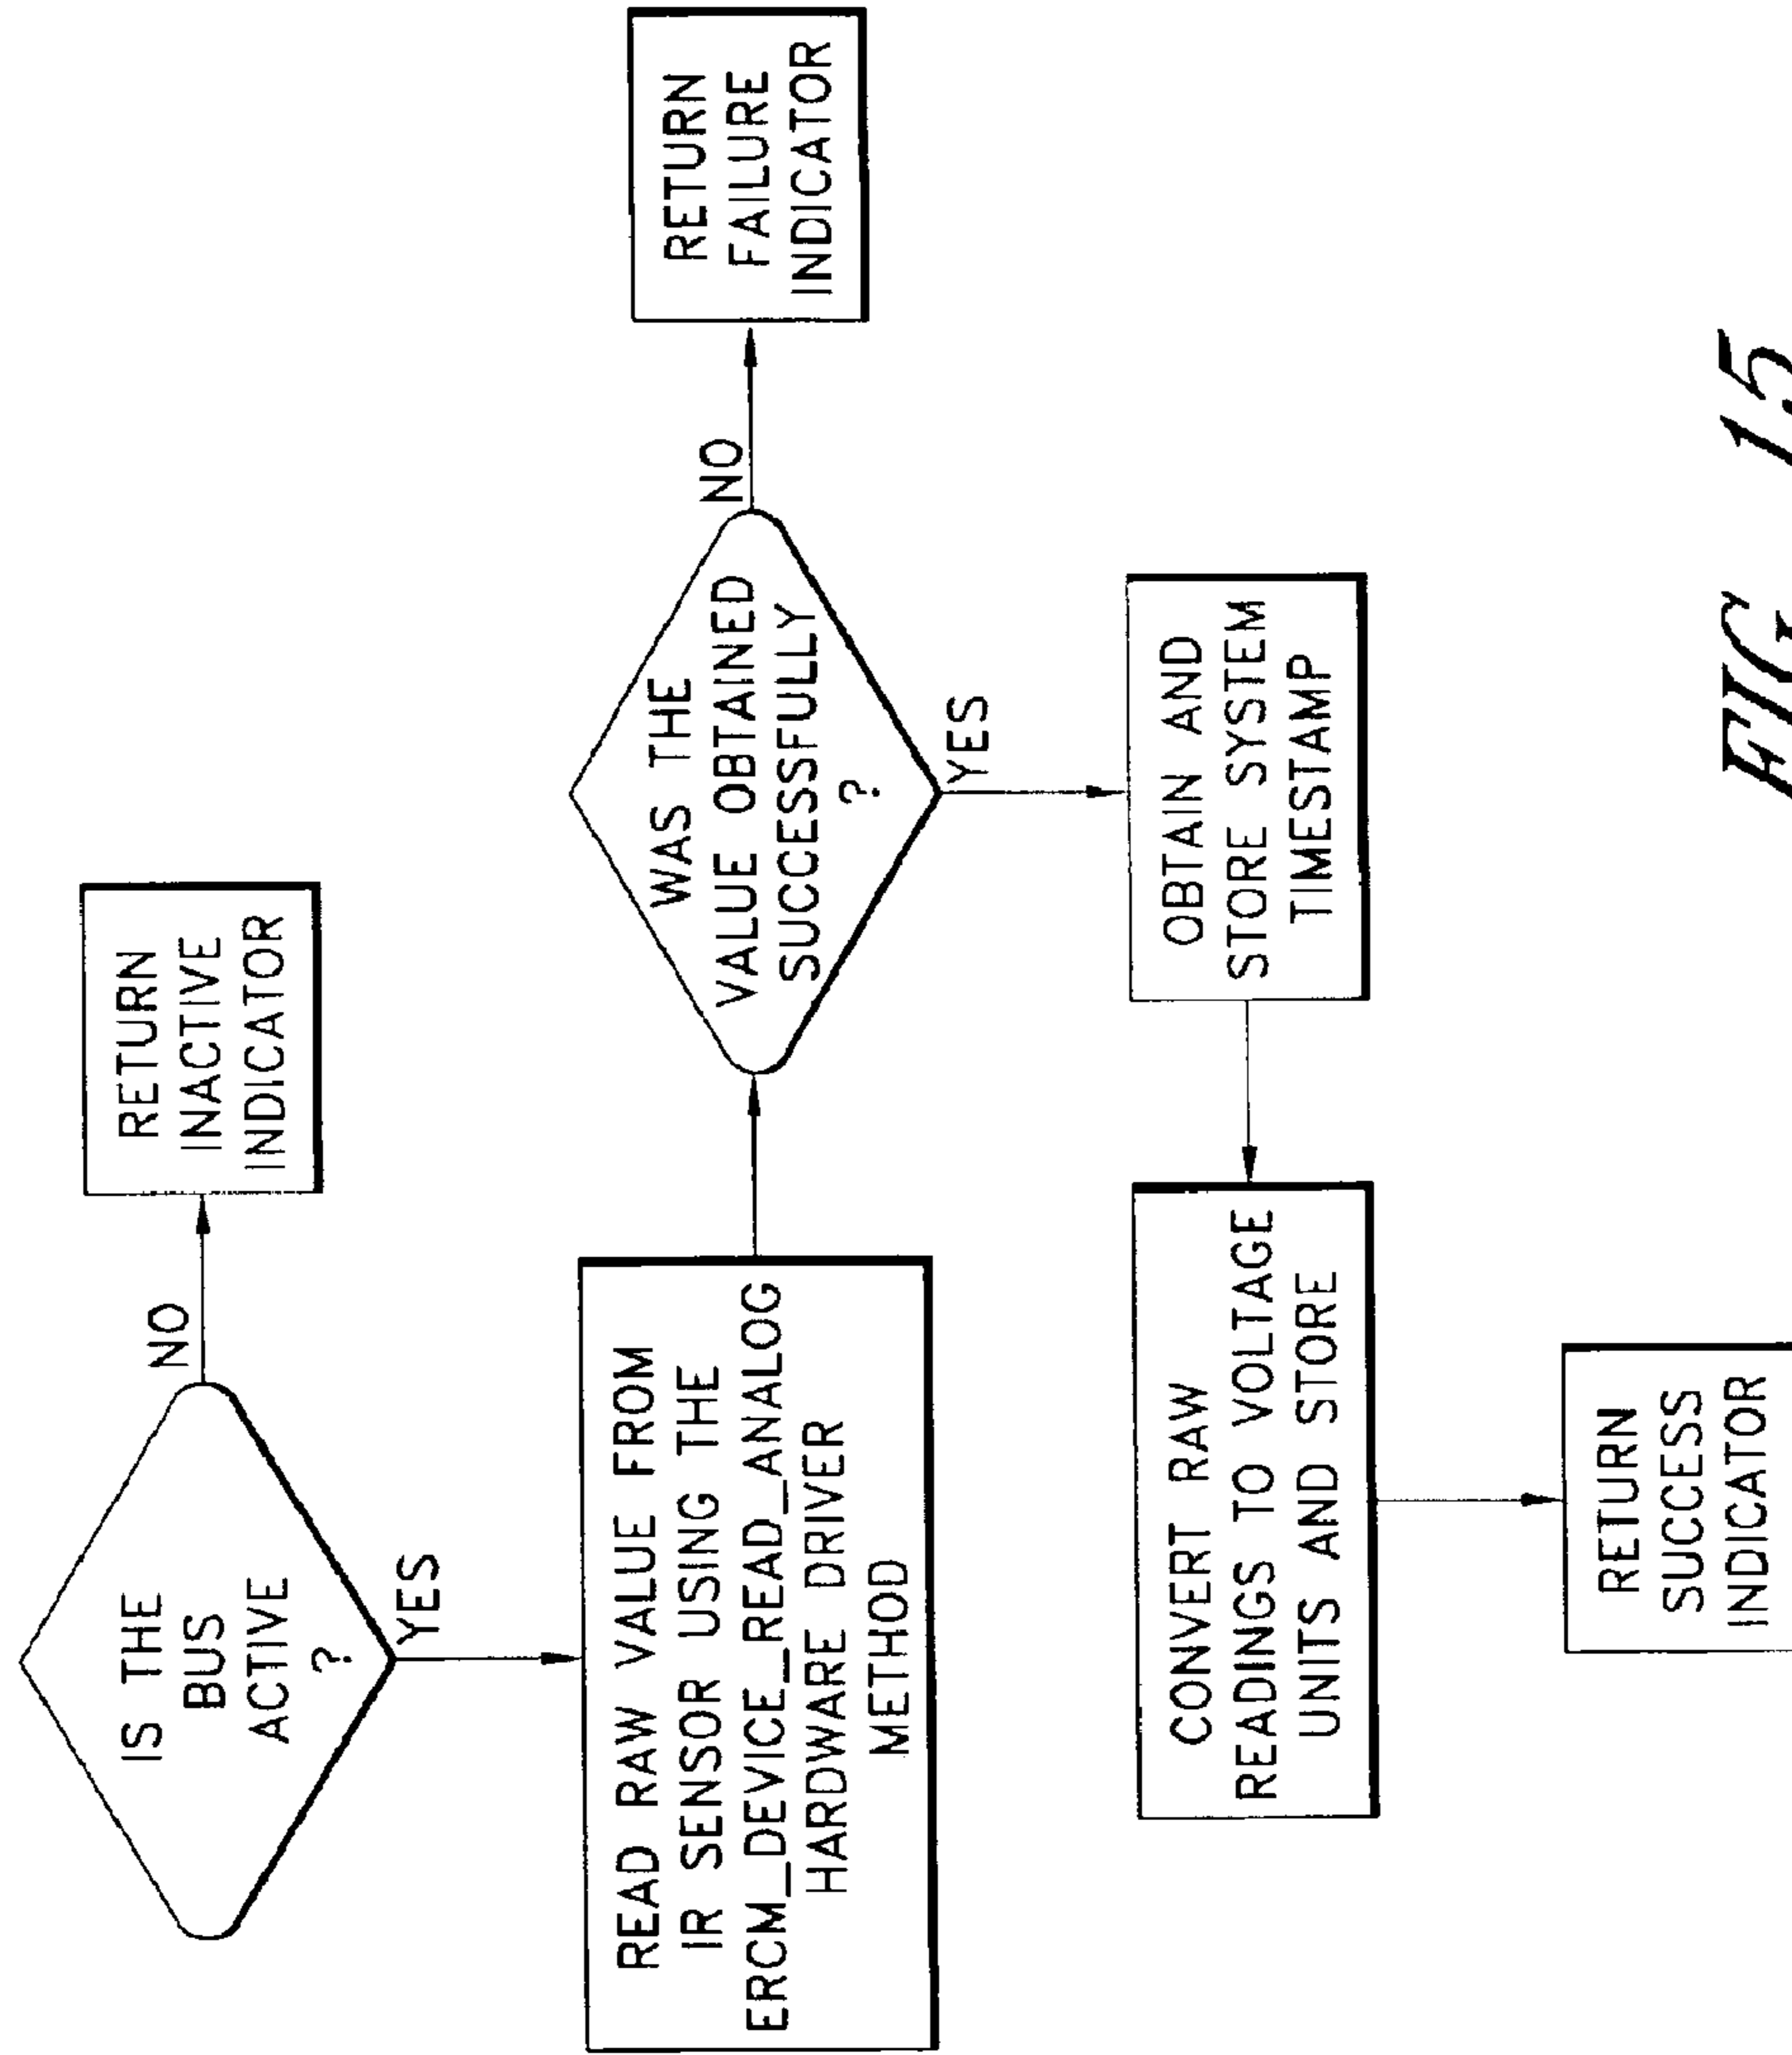 IS THE
BUS
ACTIVE
?
NO
RETURN
INACTIVE
INDICATOR
YES
READ RAW VALUE FROM
IR SENSOR USING THE
ERCM_DEVICE_READ_ANALOG
HARDWARE DRIVER
METHOD
WAS THE
VALUE OBTAINED
SUCCESSFULLY
?
NO
RETURN
FAILURE
INDICATOR
YES
OBTAIN AND
STORE SYSTEM
TIMESTAMP
CONVERT RAW
READINGS TO VOLTAGE
UNITS AND STORE
RETURN
SUCCESS
INDICATOR
FIG. 15